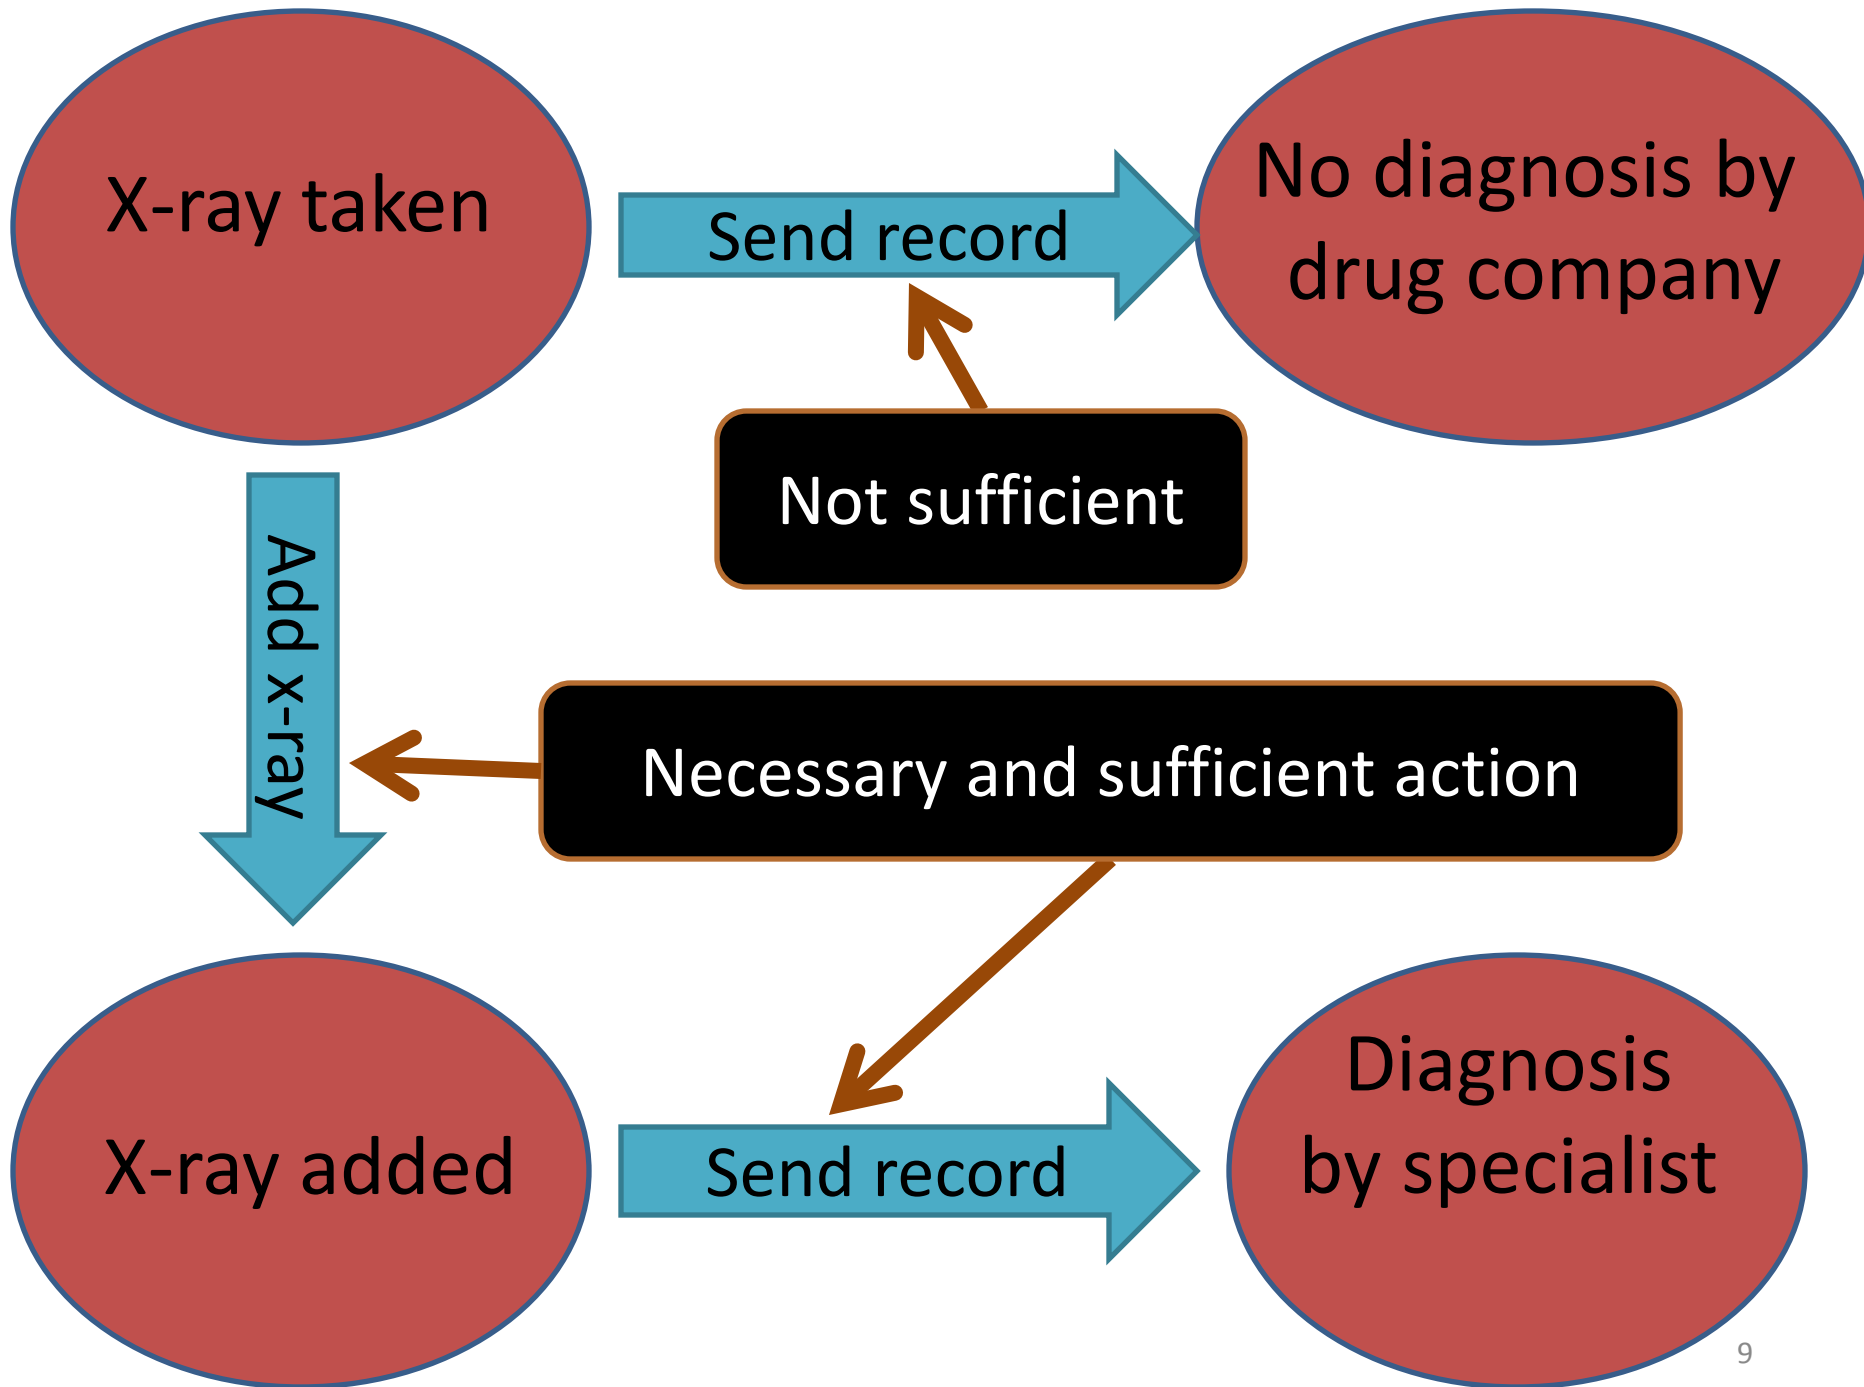 X-ray taken
Send record
No diagnosis by
drug company
Not sufficient
Add x-ray
Necessary and sufficient action
X-ray added
Send record
Diagnosis
by specialist
9